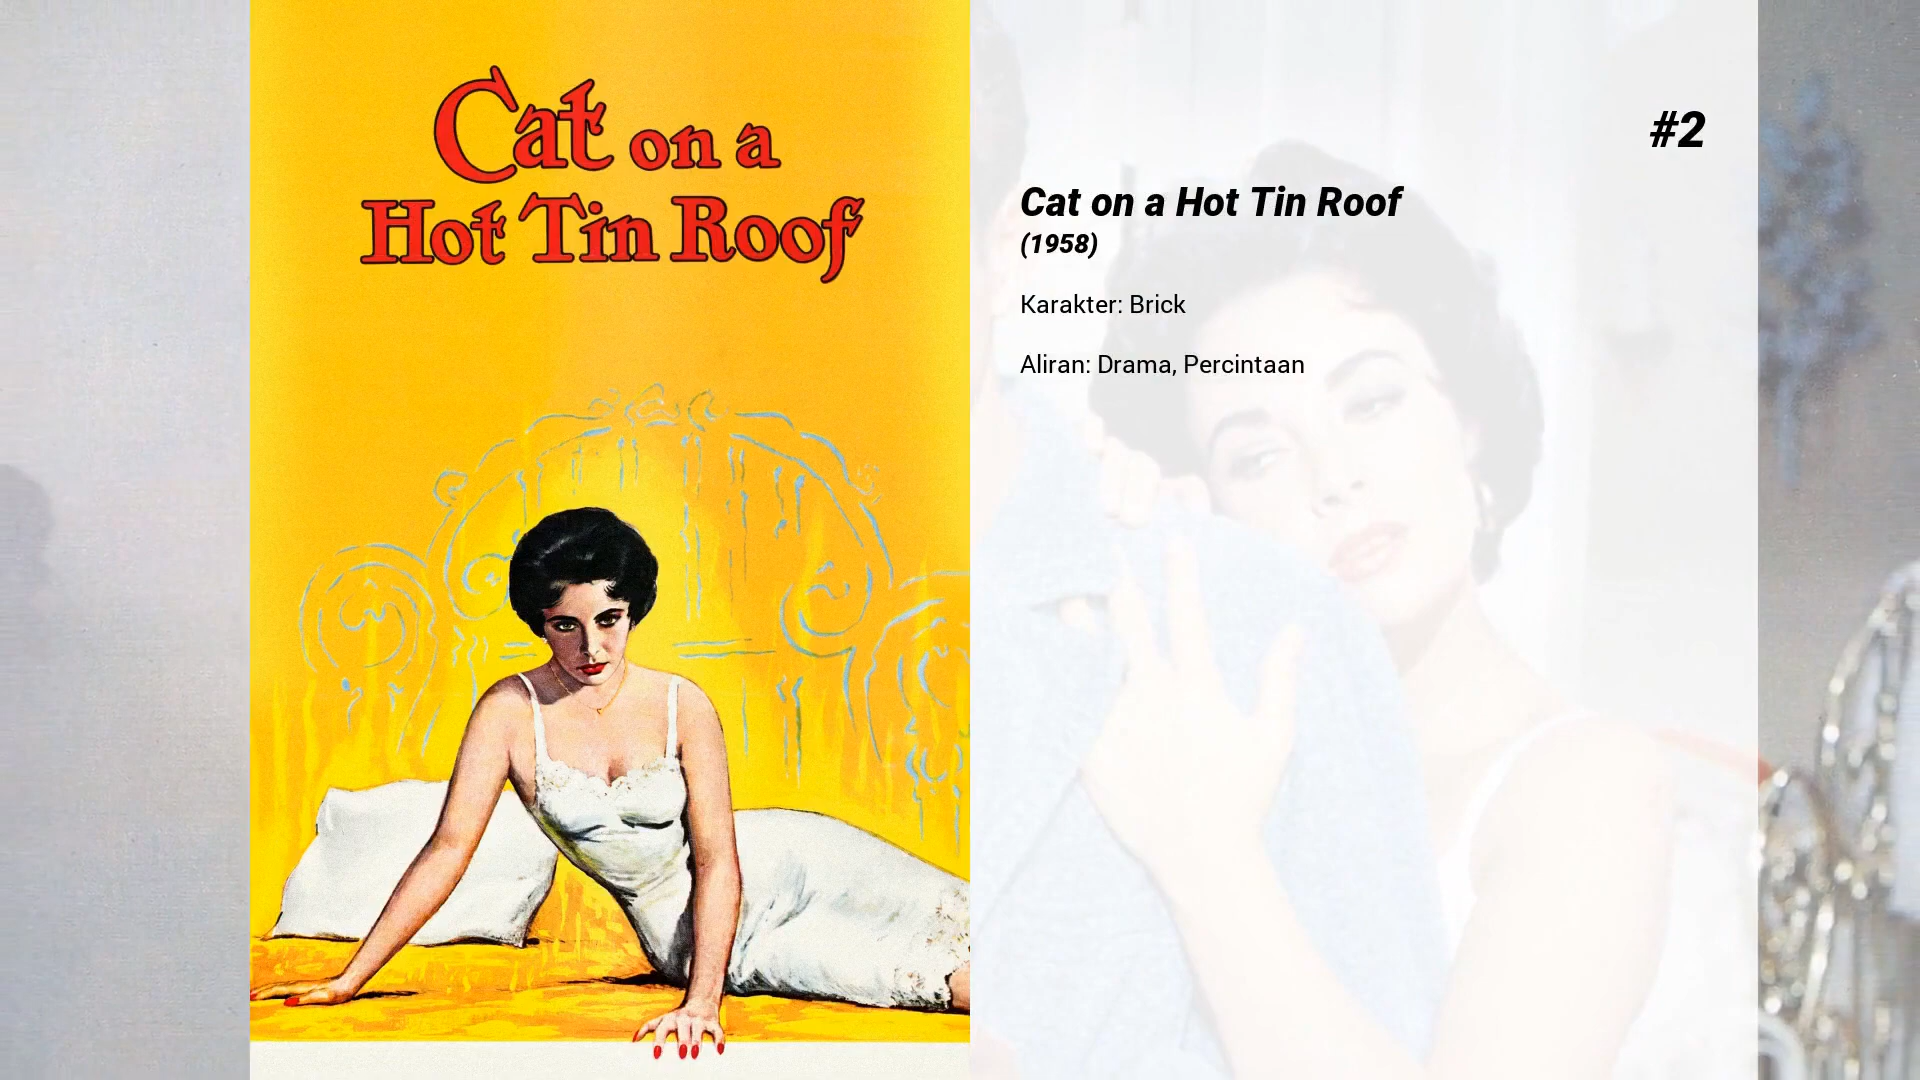 Cat on a
Hot Tin Roof
#2
Cat on a Hot Tin Roof
(1958)
Karakter: Brick
Aliran: Drama, Percintaan